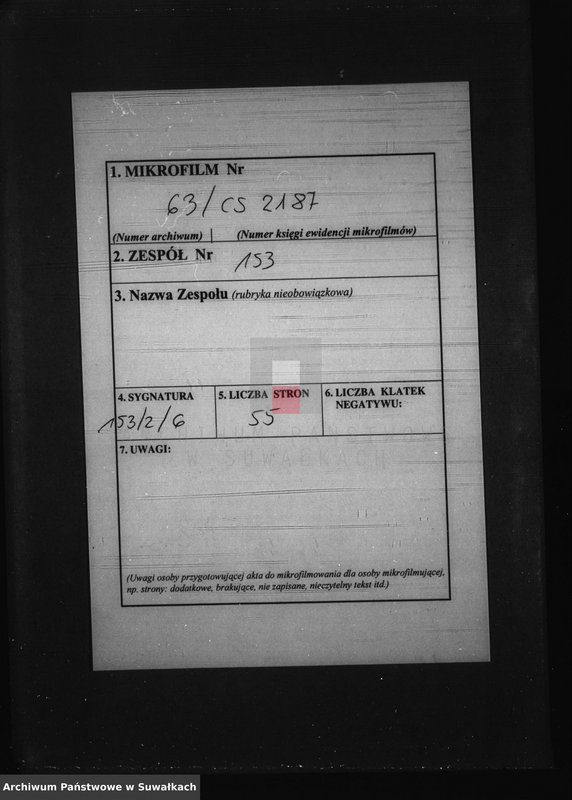 1. MIKROFILM Nr
63/CS 2187
(Numer archiwum) (Numer księgi ewidencji mikrofilmów)
2. ZESPÓŁ Nr 153
3. Nazwa Zespołu (rubryka nieobowiązkowa)
4. SYGNATURA
153/2/6
5. LICZBA STRON
55
6. LICZBA KLATEK
NEGATYWU:
7. UWAGI:
W SUWAŁKACH
(Uwagi osoby przygotowującej akta do mikrofilmowania dla osoby mikrofilmującej,
np. strony: dodatkowe, brakujące, nie zapisane, nieczytelny tekst itd.)
Archiwum Państwowe w Suwałkach